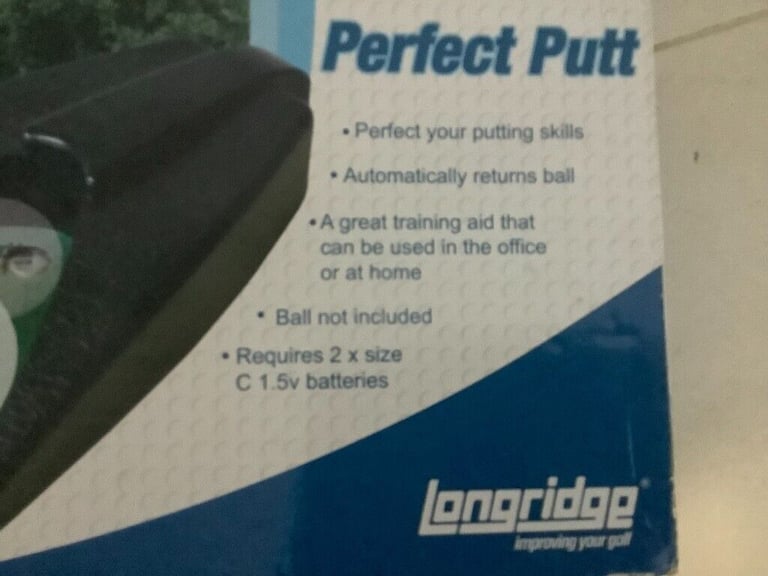 Perfect Putt
• Perfect your putting skills
• Automatically returns ball
• A great training aid that
can be used in the office
or at home
• Ball not included
• Requires 2 x size
C 1.5v batteries
Longridge®
improving your golf